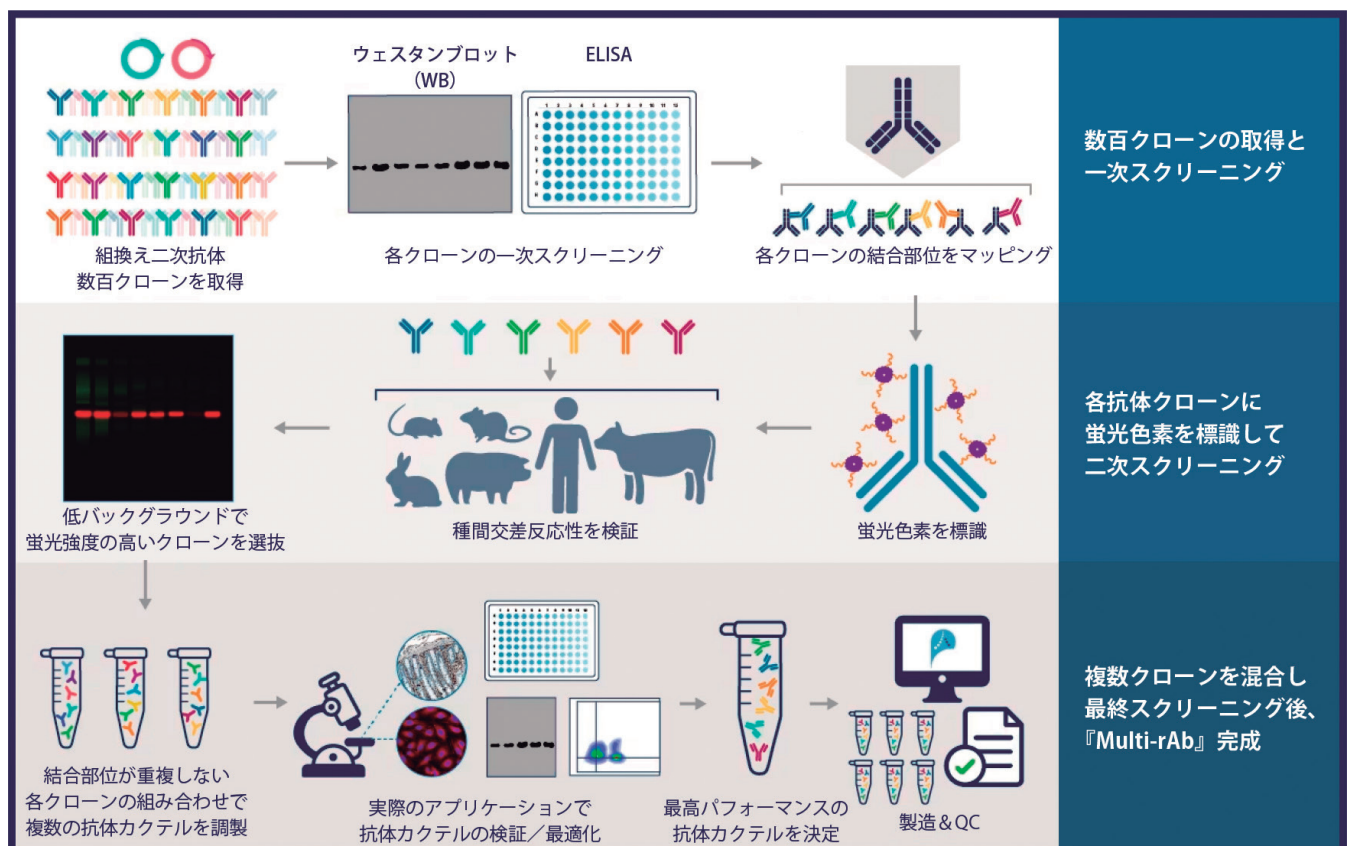 ウェスタンブロット
(WB)
ELISA
組換え二次抗体
数百クローンを取得
各クローンの一次スクリーニング
各クローンの結合部位をマッピング
数百クローンの取得と
一次スクリーニング
低バックグラウンドで
蛍光強度の高いクローンを選抜
種間交差反応性を検証
蛍光色素を標識
各抗体クローンに
蛍光色素を標識して
二次スクリーニング
結合部位が重複しない
各クローンの組み合わせで
複数の抗体カクテルを調製
実際のアプリケーションで
抗体カクテルの検証／最適化
最高パフォーマンスの
抗体カクテルを決定
製造＆QC
複数クローンを混合し
最終スクリーニング後、
『Multi-rAb』完成